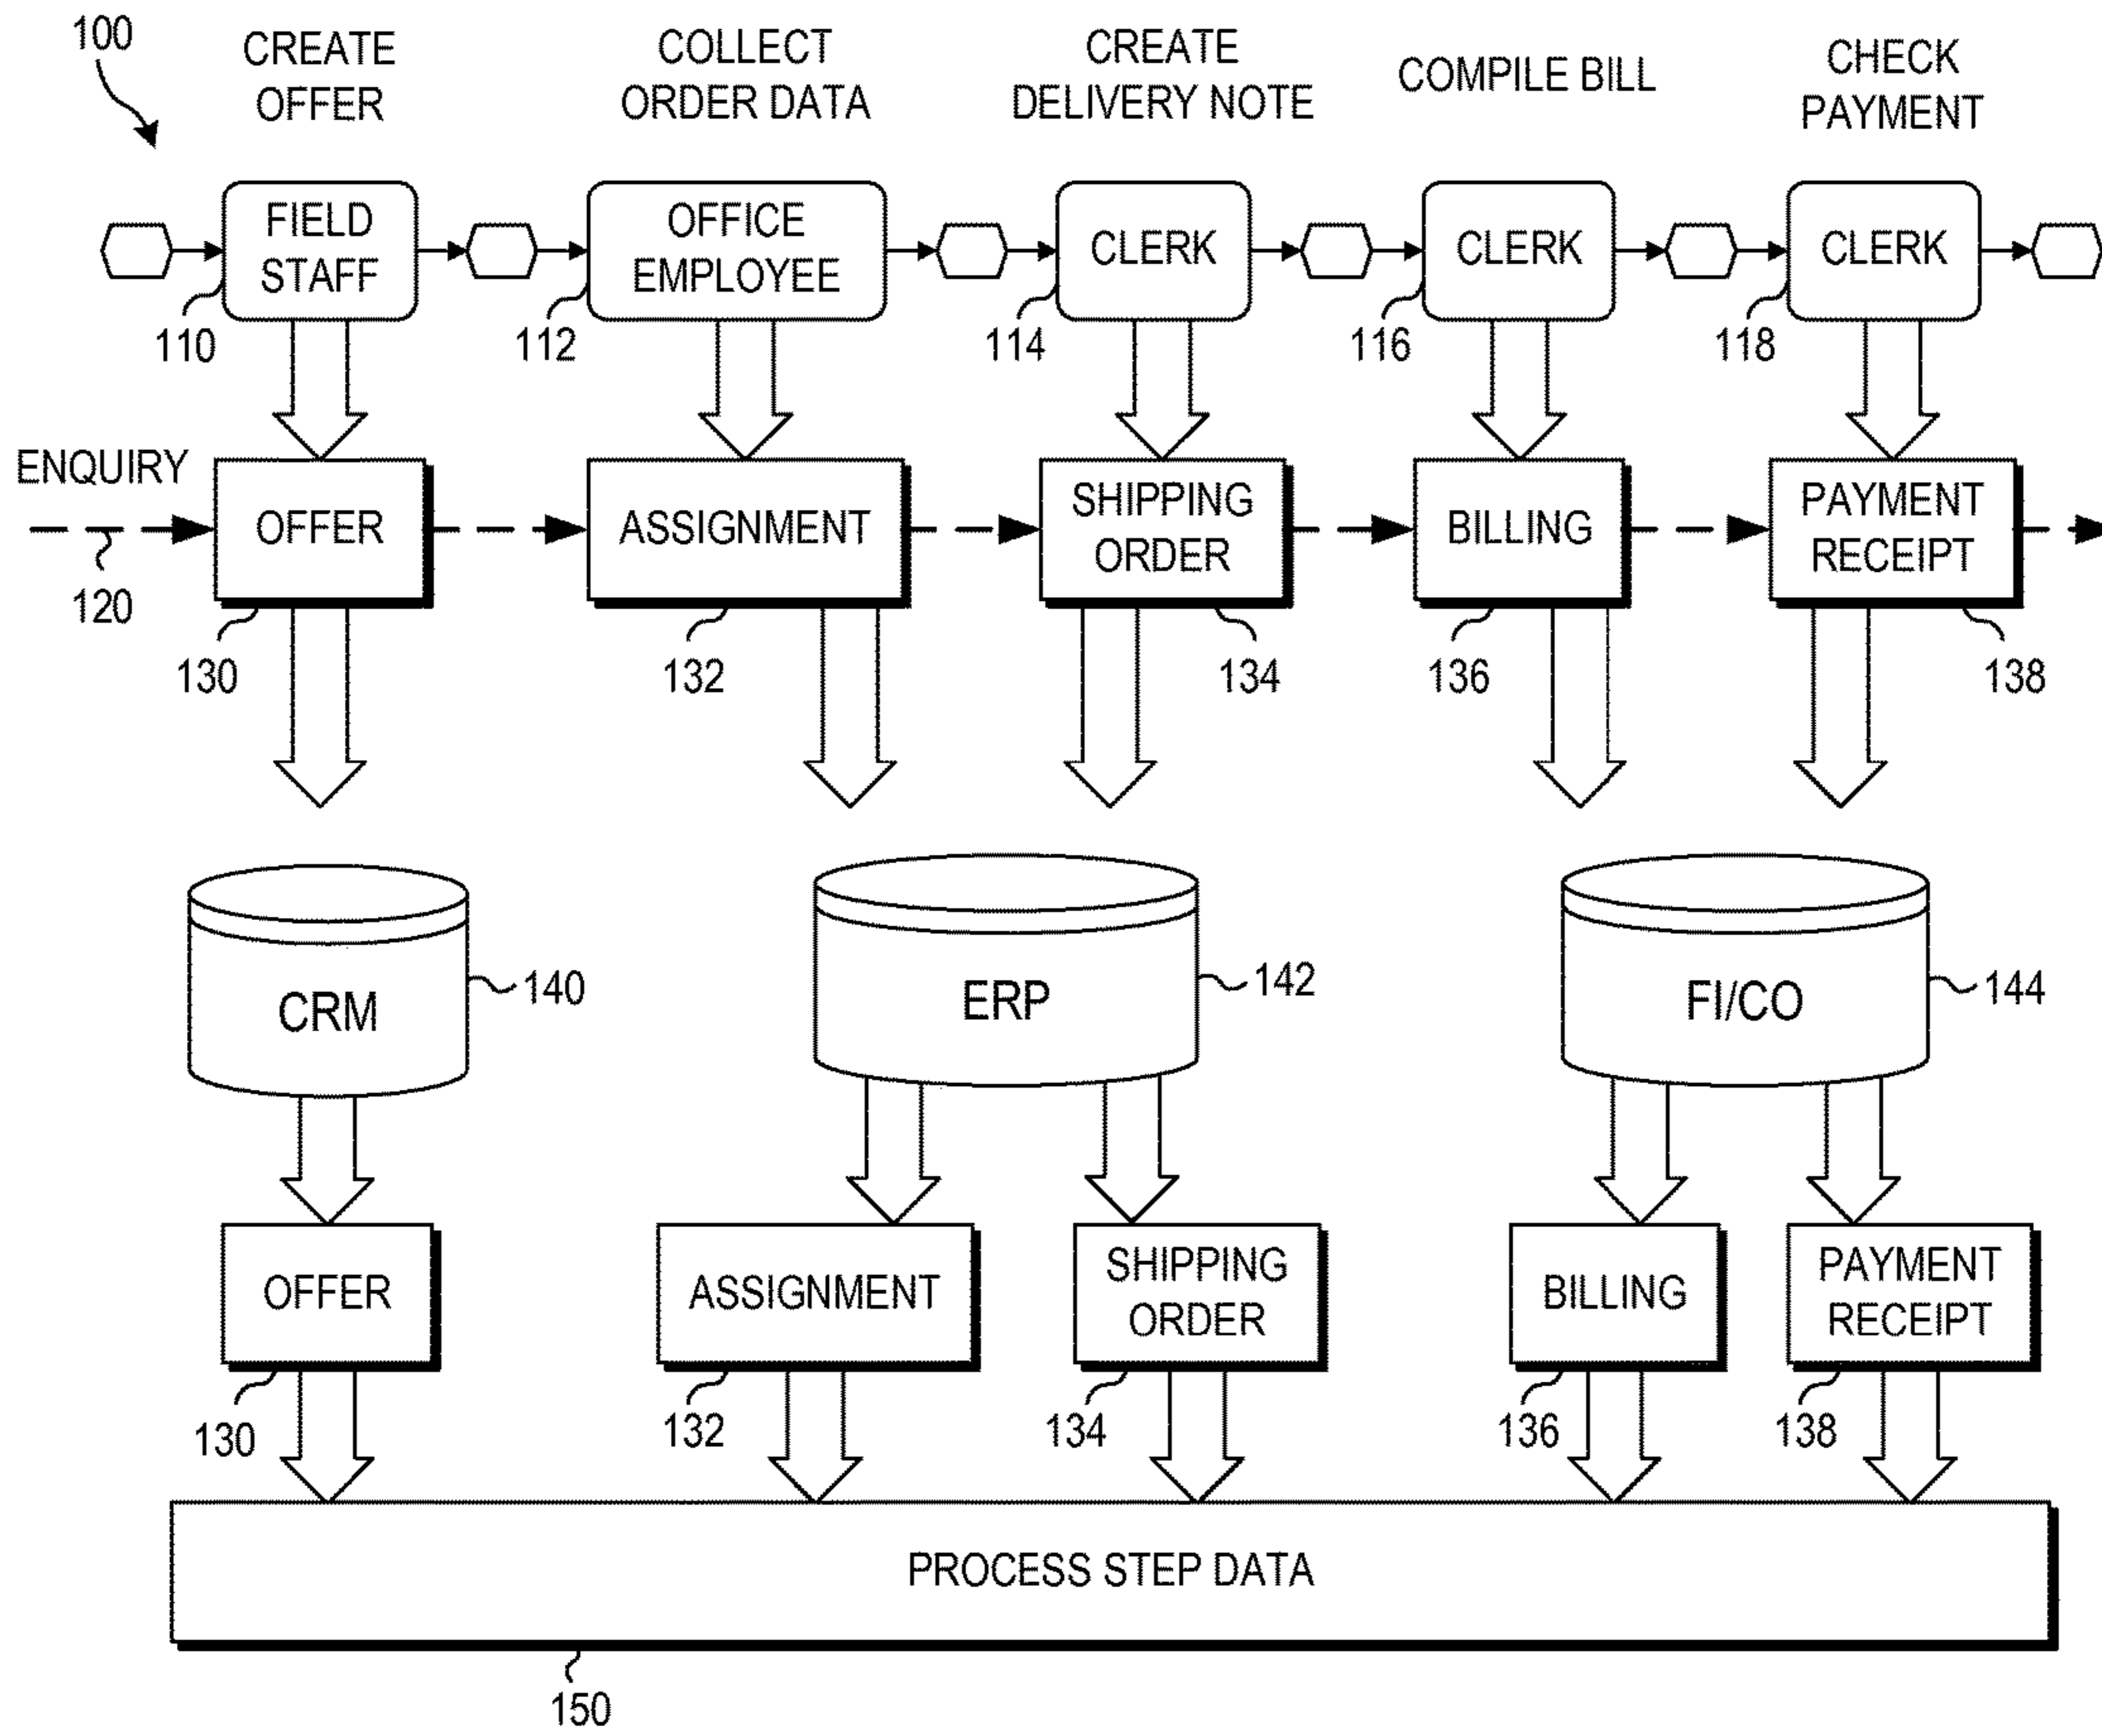 100
CREATE
OFFER
COLLECT
ORDER DATA
CREATE
DELIVERY NOTE
COMPILE BILL
CHECK
PAYMENT
FIELD
STAFF
OFFICE
EMPLOYEE
CLERK
CLERK
CLERK
110
112
114
116
118
ENQUIRY
OFFER
ASSIGNMENT
SHIPPING
ORDER
BILLING
PAYMENT
RECEIPT
120
130
132
134
136
138
CRM
140
ERP
142
FI/CO
144
OFFER
ASSIGNMENT
SHIPPING
ORDER
BILLING
PAYMENT
RECEIPT
130
132
134
136
138
PROCESS STEP DATA
150